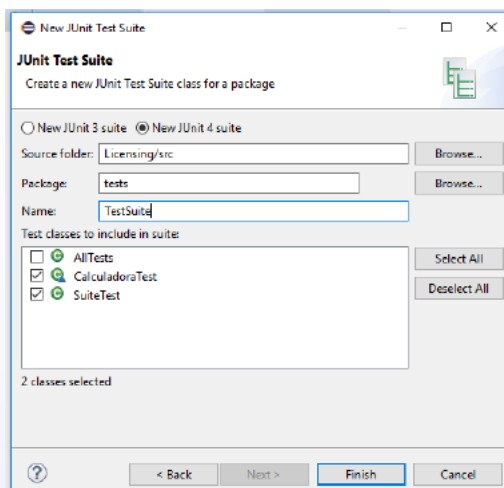 New JUnit Test Suite
JUnit Test Suite
Create a new JUnit Test Suite class for a package
New JUnit 3 suite New JUnit 4 suite
Source folder: Licensing/src Browse...
Package: tests Browse...
Name: TestSuite
Test classes to include in suite:
AllTests Select All
CalculadoraTest
SuiteTest Deselect All
2 classes selected
? < Back Next > Finish Cancel